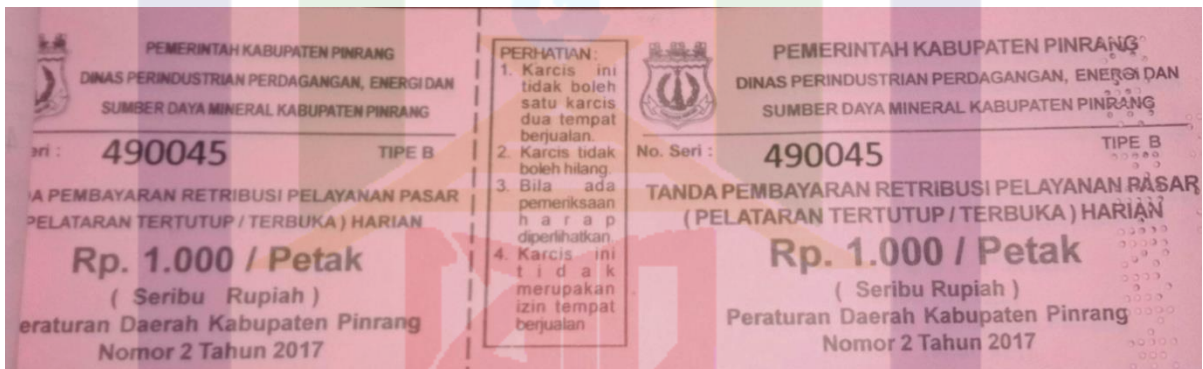 PEMERINTAH KABUPATEN PINRANG
DINAS PERINDUSTRIAN PERDAGANGAN, ENERGI DAN
SUMBER DAYA MINERAL KABUPATEN PINRANG
eri : 490045 TIPE B
A PEMBAYARAN RETRIBUSI PELAYANAN PASAR
PELATARAN TERTUTUP / TERBUKA ) HARIAN
Rp. 1.000 / Petak
( Seribu Rupiah )
eraturan Daerah Kabupaten Pinrang
Nomor 2 Tahun 2017
PERHATIAN :
1. Karcis ini
tidak boleh
satu karcis
dua tempat
berjualan.
2. Karcis tidak
boleh hilang.
3. Bila ada
pemeriksaan
harap
diperlihatkan.
4. Karcis ini
tidak
merupakan
izin tempat
berjualan
PEMERINTAH KABUPATEN PINRANG
DINAS PERINDUSTRIAN PERDAGANGAN, ENERGI DAN
SUMBER DAYA MINERAL KABUPATEN PINRANG
No. Seri : 490045 TIPE B
TANDA PEMBAYARAN RETRIBUSI PELAYANAN PASAR
( PELATARAN TERTUTUP / TERBUKA ) HARIAN
Rp. 1.000 / Petak
( Seribu Rupiah )
Peraturan Daerah Kabupaten Pinrang
Nomor 2 Tahun 2017